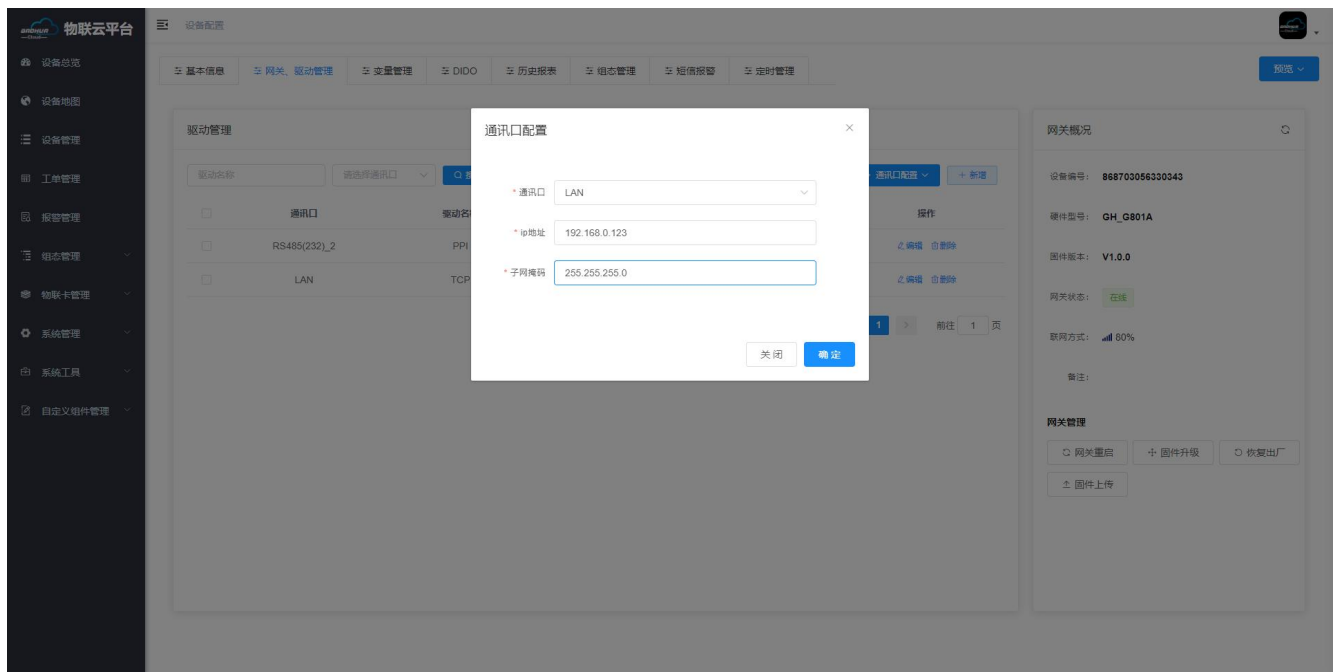 物联云平台
设备配置
设备总览
设备地图
设备管理
工单管理
报警管理
组态管理
物联卡管理
系统管理
系统工具
自定义组件管理
基本信息 网关、驱动管理 变量管理 DIDO 历史报表 组态管理 短信报警 定时管理
预览
驱动管理
驱动名称 请选择通讯口
通讯口配置 + 新增
通讯口 驱动名 操作
RS485(232)_2 PPI 编辑 删除
LAN TCP 编辑 删除
1 前往 1 页
通讯口配置
* 通讯口 LAN
* ip地址 192.168.0.123
* 子网掩码 255.255.255.0
关闭 确定
网关概况
设备编号: 868703056330343
硬件型号: GH_G801A
固件版本: V1.0.0
网关状态: 在线
联网方式: 80%
备注:
网关管理
网关重启 固件升级 恢复出厂
固件上传